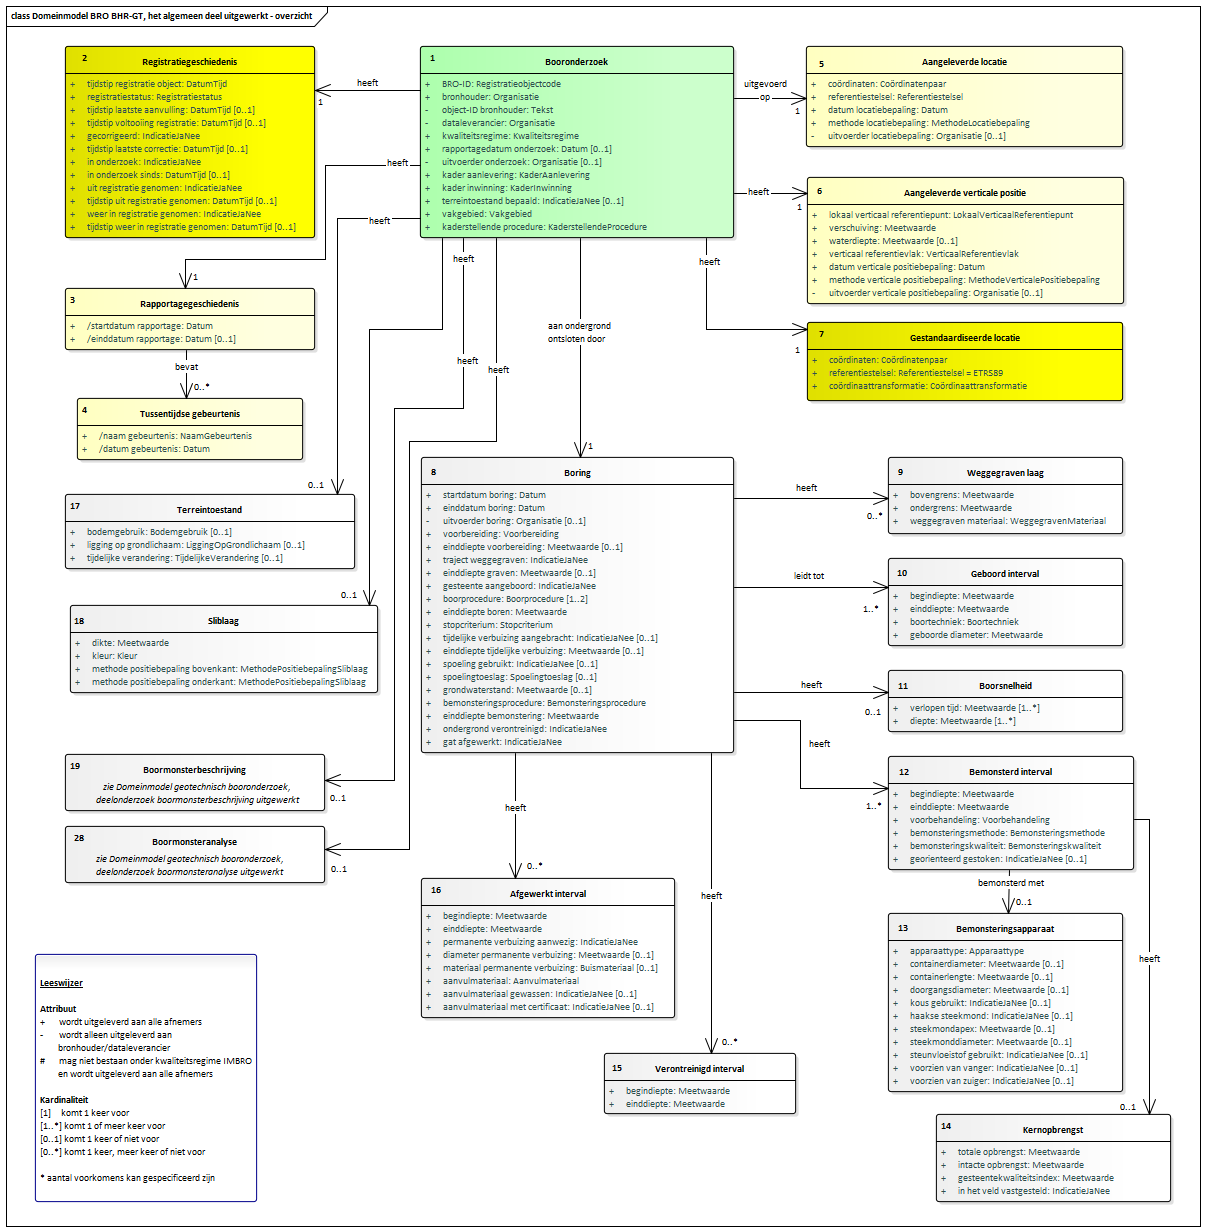 class Domeinmodel BRO BHR-GT, het algemeen deel uitgewerkt - overzicht
2
Registratiegeschiedenis
+ tijdstip registratie object: DatumTijd
+ registratiestatus: Registratiestatus
+ tijdstip laatste aanvulling: DatumTijd [0..1]
+ tijdstip voltooiing registratie: DatumTijd [0..1]
+ gecorrigeerd: IndicatieJaNee
+ tijdstip laatste correctie: DatumTijd [0..1]
+ in onderzoek: IndicatieJaNee
+ in onderzoek sinds: DatumTijd [0..1]
+ uit registratie genomen: IndicatieJaNee
+ tijdstip uit registratie genomen: DatumTijd [0..1]
+ weer in registratie genomen: IndicatieJaNee
+ tijdstip weer in registratie genomen: DatumTijd [0..1]
heeft
1
1
Booronderzoek
+ BRO-ID: Registratieobjectcode
+ bronhouder: Organisatie
- object-ID bronhouder: Tekst
- dataleverancier: Organisatie
+ kwaliteitsregime: Kwaliteitsregime
+ rapportagedatum onderzoek: Datum [0..1]
- uitvoerder onderzoek: Organisatie [0..1]
+ kader aanlevering: KaderAanlevering
+ kader inwinning: KaderInwinning
+ terreintoestand bepaald: IndicatieJaNee [0..1]
+ vakgebied: Vakgebied
+ kaderstellende procedure: KaderstellendeProcedure
uitgevoerd
op
1
5
Aangeleverde locatie
+ coördinaten: Coördinatenpaar
+ referentiestelsel: Referentiestelsel
+ datum locatiebepaling: Datum
+ methode locatiebepaling: MethodeLocatiebepaling
- uitvoerder locatiebepaling: Organisatie [0..1]
heeft
1
6
Aangeleverde verticale positie
+ lokaal verticaal referentiepunt: LokaalVerticaalReferentiepunt
+ verschuiving: Meetwaarde
+ waterdiepte: Meetwaarde [0..1]
+ verticaal referentievlak: VerticaalReferentievlak
+ datum verticale positiebepaling: Datum
+ methode verticale positiebepaling: MethodeVerticalePositiebepaling
- uitvoerder verticale positiebepaling: Organisatie [0..1]
heeft
1
7
Gestandaardiseerde locatie
+ coördinaten: Coördinatenpaar
+ referentiestelsel: Referentiestelsel = ETRS89
+ coördinaattransformatie: Coördinaattransformatie
heeft
1
3
Rapportagegeschiedenis
+ /startdatum rapportage: Datum
+ /einddatum rapportage: Datum [0..1]
bevat
0..*
4
Tussentijdse gebeurtenis
+ /naam gebeurtenis: NaamGebeurtenis
+ /datum gebeurtenis: Datum
heeft
0..1
17
Terreintoestand
+ bodemgebruik: Bodemgebruik [0..1]
+ ligging op grondlichaam: LiggingOpGrondlichaam [0..1]
+ tijdelijke verandering: TijdelijkeVerandering [0..1]
heeft
0..1
18
Sliblaag
+ dikte: Meetwaarde
+ kleur: Kleur
+ methode positiebepaling bovenkant: MethodePositiebepalingSliblaag
+ methode positiebepaling onderkant: MethodePositiebepalingSliblaag
heeft
0..1
19
Boormonsterbeschrijving
zie Domeinmodel geotechnisch booronderzoek,
deelonderzoek boormonsterbeschrijving uitgewerkt
heeft
0..1
28
Boormonsteranalyse
zie Domeinmodel geotechnisch booronderzoek,
deelonderzoek boormonsteranalyse uitgewerkt
aan ondergrond
ontsloten door
1
8
Boring
+ startdatum boring: Datum
+ einddatum boring: Datum
- uitvoerder boring: Organisatie [0..1]
+ voorbereiding: Voorbereiding
+ einddiepte voorbereiding: Meetwaarde [0..1]
+ traject weggegraven: IndicatieJaNee
+ einddiepte graven: Meetwaarde [0..1]
+ gesteente aangeboord: IndicatieJaNee
+ boorprocedure: Boorprocedure [1..2]
+ einddiepte boren: Meetwaarde
+ stopcriterium: Stopcriterium
+ tijdelijke verbuizing aangebracht: IndicatieJaNee [0..1]
+ einddiepte tijdelijke verbuizing: Meetwaarde [0..1]
+ spoeling gebruikt: IndicatieJaNee [0..1]
+ spoelingtoeslag: Spoelingtoeslag [0..1]
+ grondwaterstand: Meetwaarde [0..1]
+ bemonsteringsprocedure: Bemonsteringsprocedure
+ einddiepte bemonstering: Meetwaarde
+ ondergrond verontreinigd: IndicatieJaNee
+ gat afgewerkt: IndicatieJaNee
heeft
0..*
9
Weggegraven laag
+ bovengrens: Meetwaarde
+ ondergrens: Meetwaarde
+ weggegraven materiaal: WeggegravenMateriaal
leidt tot
1..*
10
Geboord interval
+ begindiepte: Meetwaarde
+ einddiepte: Meetwaarde
+ boortechniek: Boortechniek
+ geboorde diameter: Meetwaarde
heeft
0..1
11
Boorsnelheid
+ verlopen tijd: Meetwaarde [1..*]
+ diepte: Meetwaarde [1..*]
heeft
1..*
12
Bemonsterd interval
+ begindiepte: Meetwaarde
+ einddiepte: Meetwaarde
+ voorbehandeling: Voorbehandeling
+ bemonsteringsmethode: Bemonsteringsmethode
+ bemonsteringskwaliteit: Bemonsteringskwaliteit
+ georienteerd gestoken: IndicatieJaNee [0..1]
bemonsterd met
0..1
13
Bemonsteringsapparaat
+ apparaattype: Apparaattype
+ containerdiameter: Meetwaarde [0..1]
+ containerlengte: Meetwaarde [0..1]
+ doorgangsdiameter: Meetwaarde [0..1]
+ kous gebruikt: IndicatieJaNee [0..1]
+ haakse steekmond: IndicatieJaNee [0..1]
+ steekmondapex: Meetwaarde [0..1]
+ steekmonddiameter: Meetwaarde [0..1]
+ steunvloeistof gebruikt: IndicatieJaNee [0..1]
+ voorzien van vanger: IndicatieJaNee [0..1]
+ voorzien van zuiger: IndicatieJaNee [0..1]
heeft
0..1
14
Kernopbrengst
+ totale opbrengst: Meetwaarde
+ intacte opbrengst: Meetwaarde
+ gesteentekwaliteitsindex: Meetwaarde
+ in het veld vastgesteld: IndicatieJaNee
heeft
0..*
16
Afgewerkt interval
+ begindiepte: Meetwaarde
+ einddiepte: Meetwaarde
+ permanente verbuizing aanwezig: IndicatieJaNee
+ diameter permanente verbuizing: Meetwaarde [0..1]
+ materiaal permanente verbuizing: Buismateriaal [0..1]
+ aanvulmateriaal: Aanvulmateriaal
+ aanvulmateriaal gewassen: IndicatieJaNee [0..1]
+ aanvulmateriaal met certificaat: IndicatieJaNee [0..1]
heeft
0..*
15
Verontreinigd interval
+ begindiepte: Meetwaarde
+ einddiepte: Meetwaarde
Leeswijzer
Attribuut
+ wordt uitgeleverd aan alle afnemers
- wordt alleen uitgeleverd aan
bronhouder/dataleverancier
# mag niet bestaan onder kwaliteitsregime IMBRO
en wordt uitgeleverd aan alle afnemers
Kardinaliteit
[1] komt 1 keer voor
[1..*] komt 1 of meer keer voor
[0..1] komt 1 keer of niet voor
[0..*] komt 1 keer, meer keer of niet voor
* aantal voorkomens kan gespecificeerd zijn